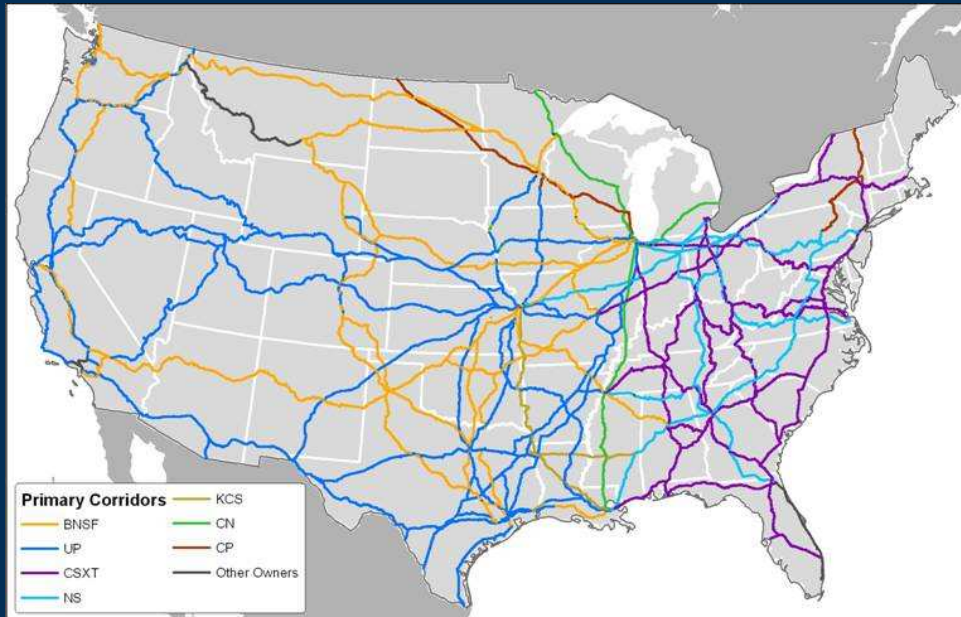 Primary Corridors
BNSF
UP
CSXT
NS
KCS
CN
CP
Other Owners